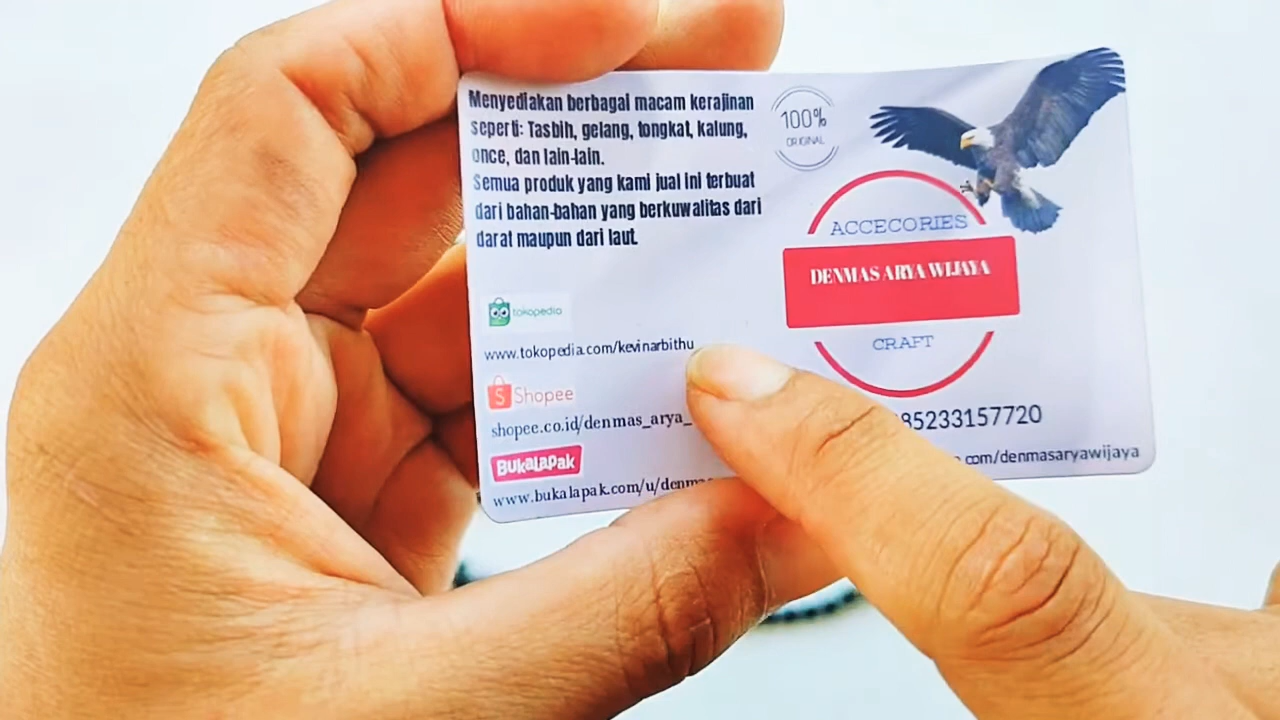 Menyediakan berbagai macam kerajinan
seperti: Tasbih, gelang, tongkat, kalung,
once, dan lain-lain.
Semua produk yang kami jual ini terbuat
dari bahan-bahan yang berkuwalitas dari
darat maupun dari laut.
tokopedia
www.tokopedia.com/kevinarbithu
Shopee
shopee.co.id/denmas_arya_
BUKALAPAK
www.bukalapak.com/u/denma
100%
ORIGINAL
ACCECORIES
DENMAS ARYA WIJAYA
CRAFT
85233157720
com/denmasaryawijaya